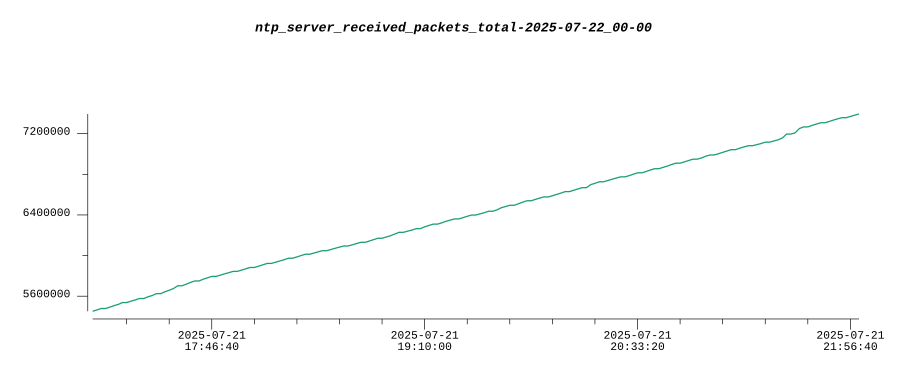 ntp_server_received_packets_total-2025-07-22_00-00
7200000
6400000
5600000
2025-07-21 2025-07-21 2025-07-21 2025-07-21
17:46:40 19:10:00 20:33:20 21:56:40